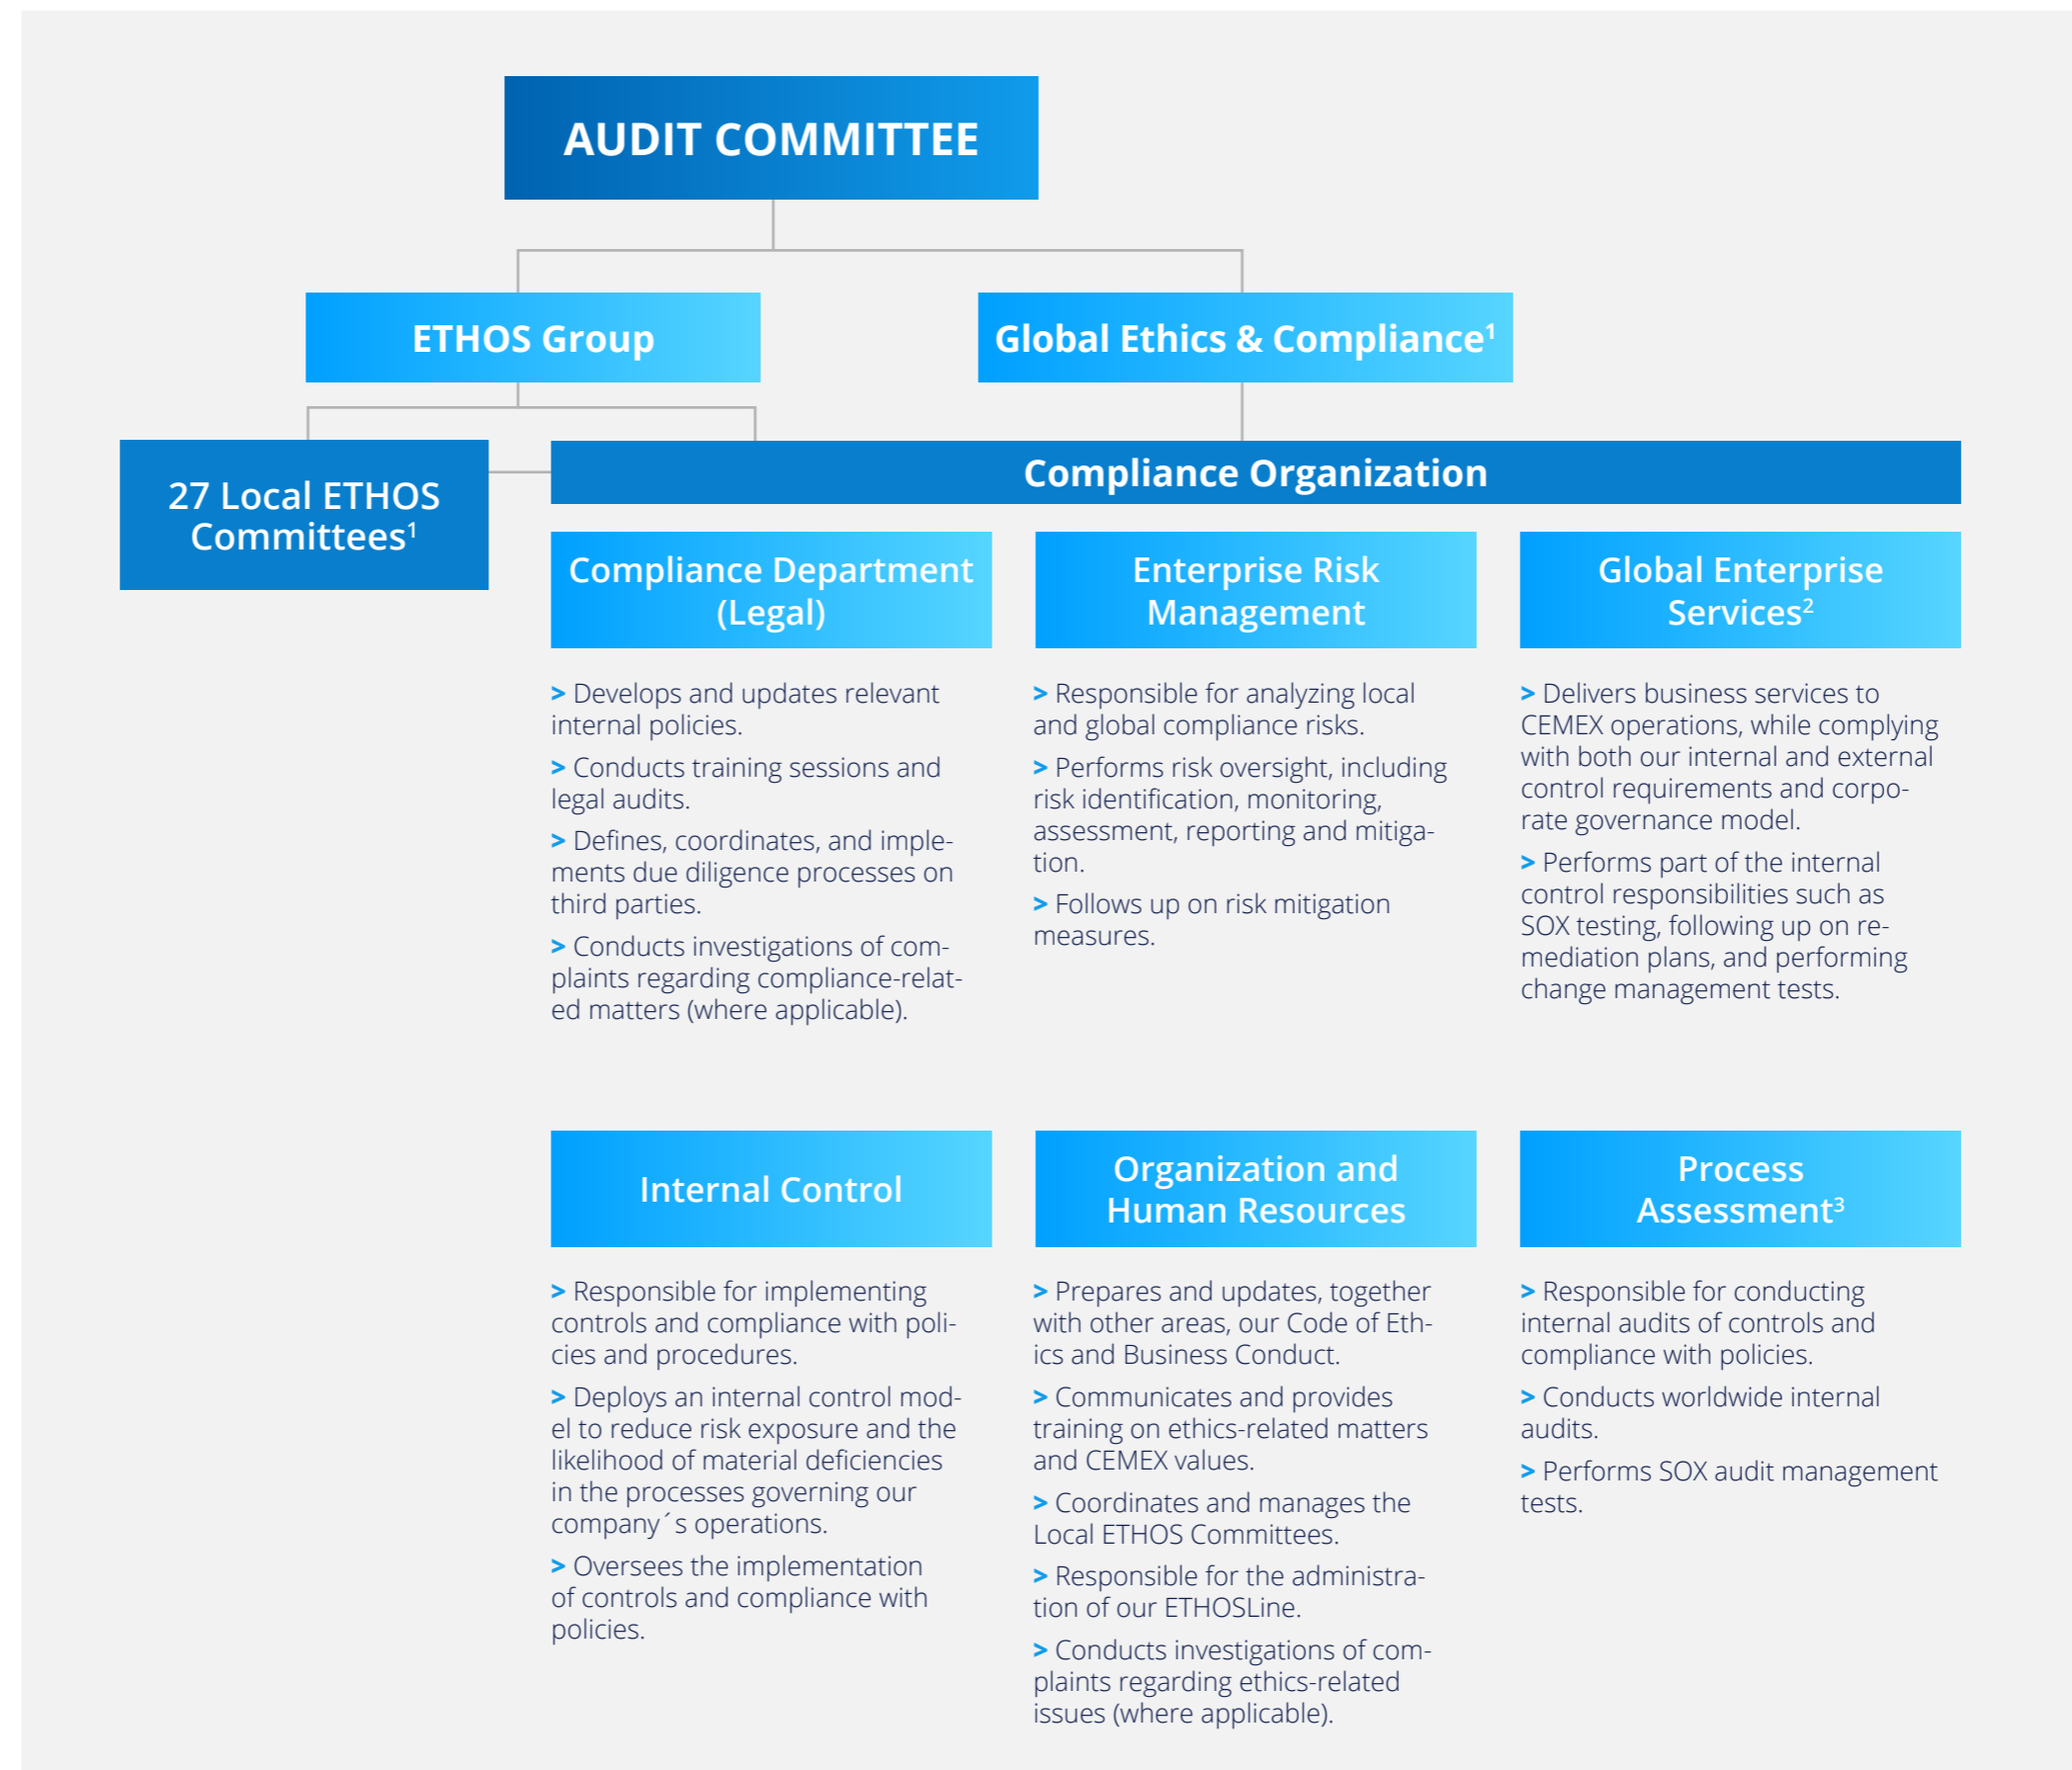 AUDIT COMMITTEE
ETHOS Group
Global Ethics & Compliance¹
27 Local ETHOS
Committees¹
Compliance Organization
Compliance Department
(Legal)
> Develops and updates relevant
internal policies.
> Conducts training sessions and
legal audits.
> Defines, coordinates, and imple-
ments due diligence processes on
third parties.
> Conducts investigations of com-
plaints regarding compliance-relat-
ed matters (where applicable).
Enterprise Risk
Management
> Responsible for analyzing local
and global compliance risks.
> Performs risk oversight, including
risk identification, monitoring,
assessment, reporting and mitiga-
tion.
> Follows up on risk mitigation
measures.
Global Enterprise
Services²
> Delivers business services to
CEMEX operations, while complying
with both our internal and external
control requirements and corpo-
rate governance model.
> Performs part of the internal
control responsibilities such as
SOX testing, following up on re-
mediation plans, and performing
change management tests.
Internal Control
> Responsible for implementing
controls and compliance with poli-
cies and procedures.
> Deploys an internal control mod-
el to reduce risk exposure and the
likelihood of material deficiencies
in the processes governing our
company´s operations.
> Oversees the implementation
of controls and compliance with
policies.
Organization and
Human Resources
> Prepares and updates, together
with other areas, our Code of Eth-
ics and Business Conduct.
> Communicates and provides
training on ethics-related matters
and CEMEX values.
> Coordinates and manages the
Local ETHOS Committees.
> Responsible for the administra-
tion of our ETHOSLine.
> Conducts investigations of com-
plaints regarding ethics-related
issues (where applicable).
Process
Assessment³
> Responsible for conducting
internal audits of controls and
compliance with policies.
> Conducts worldwide internal
audits.
> Performs SOX audit management
tests.